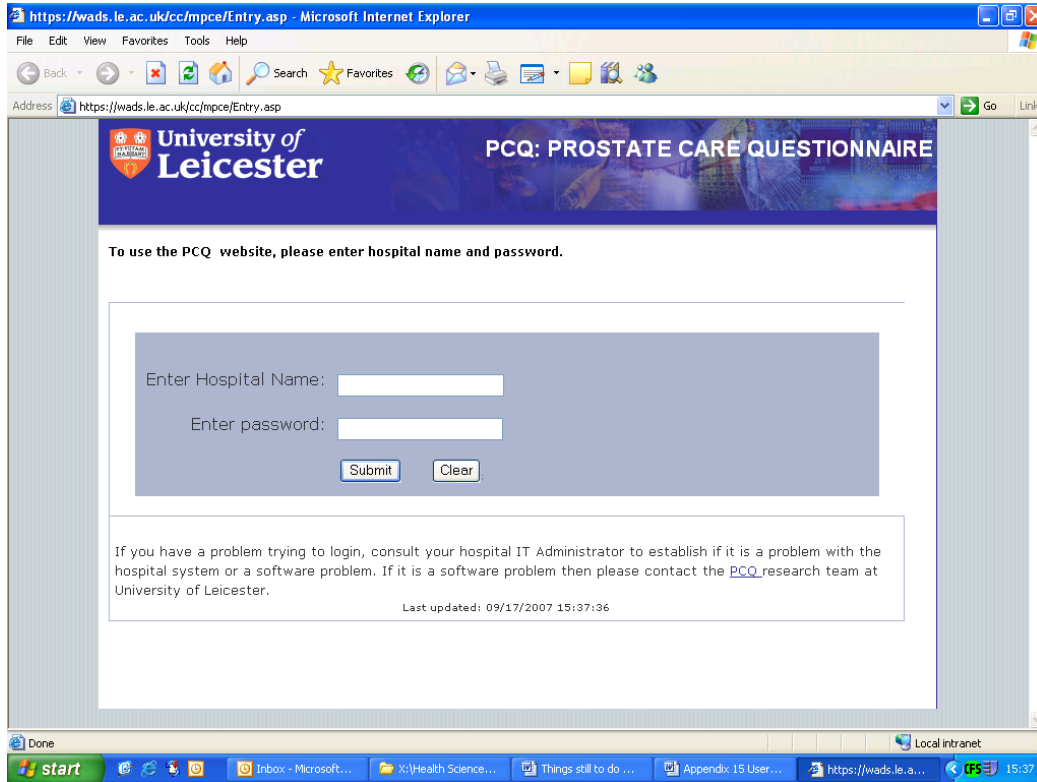 https://wads.le.ac.uk/cc/mpce/Entry.asp - Microsoft Internet Explorer
File Edit View Favorites Tools Help
Back Search Favorites
Address https://wads.le.ac.uk/cc/mpce/Entry.asp Go Link
University of
Leicester
PCQ: PROSTATE CARE QUESTIONNAIRE
To use the PCQ website, please enter hospital name and password.
Enter Hospital Name:
Enter password:
Submit Clear
If you have a problem trying to login, consult your hospital IT Administrator to establish if it is a problem with the
hospital system or a software problem. If it is a software problem then please contact the PCQ research team at
University of Leicester.
Last updated: 09/17/2007 15:37:36
Done Local intranet
start Inbox - Microsoft... X:\Health Science... Things still to do ... Appendix 15 User... https://wads.le.a... CFS 15:37